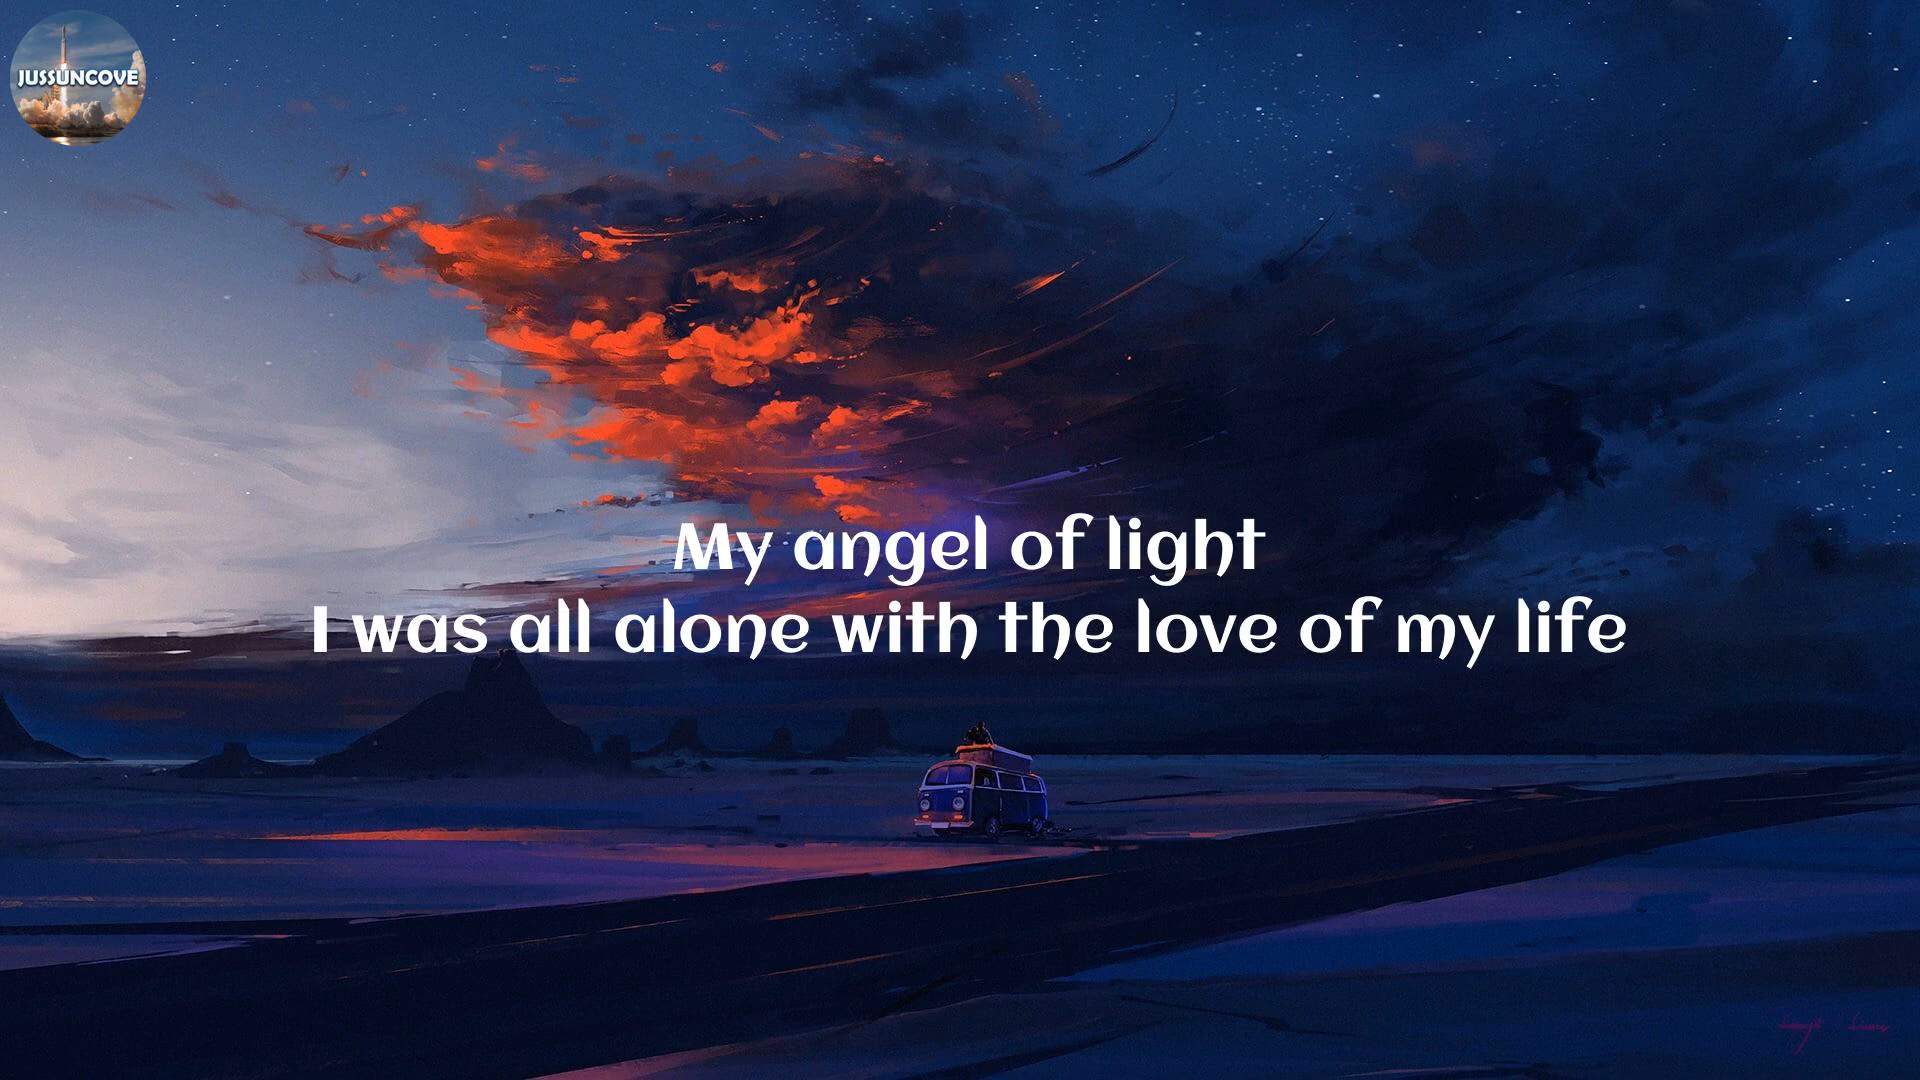 JUSSUNCOVE
My angel of light
I was all alone with the love of my life